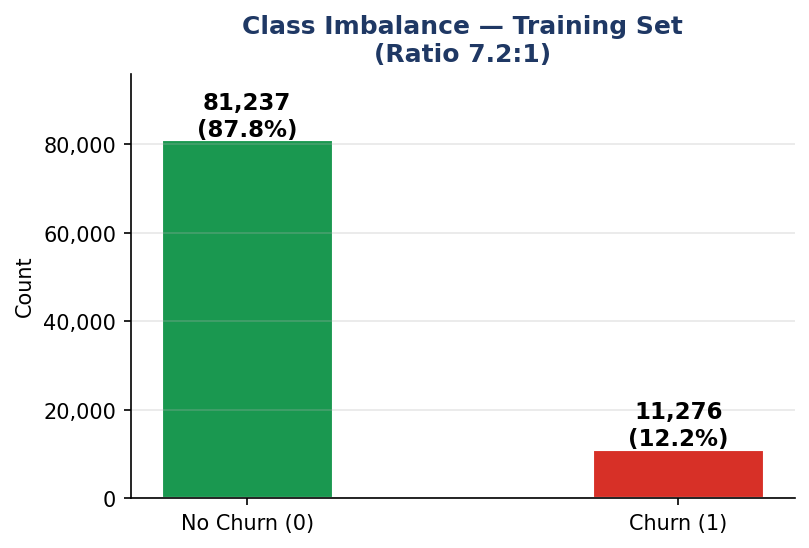 Class Imbalance — Training Set
(Ratio 7.2:1)
81,237
(87.8%)
80,000
60,000
40,000
20,000
0
Count
11,276
(12.2%)
No Churn (0)
Churn (1)